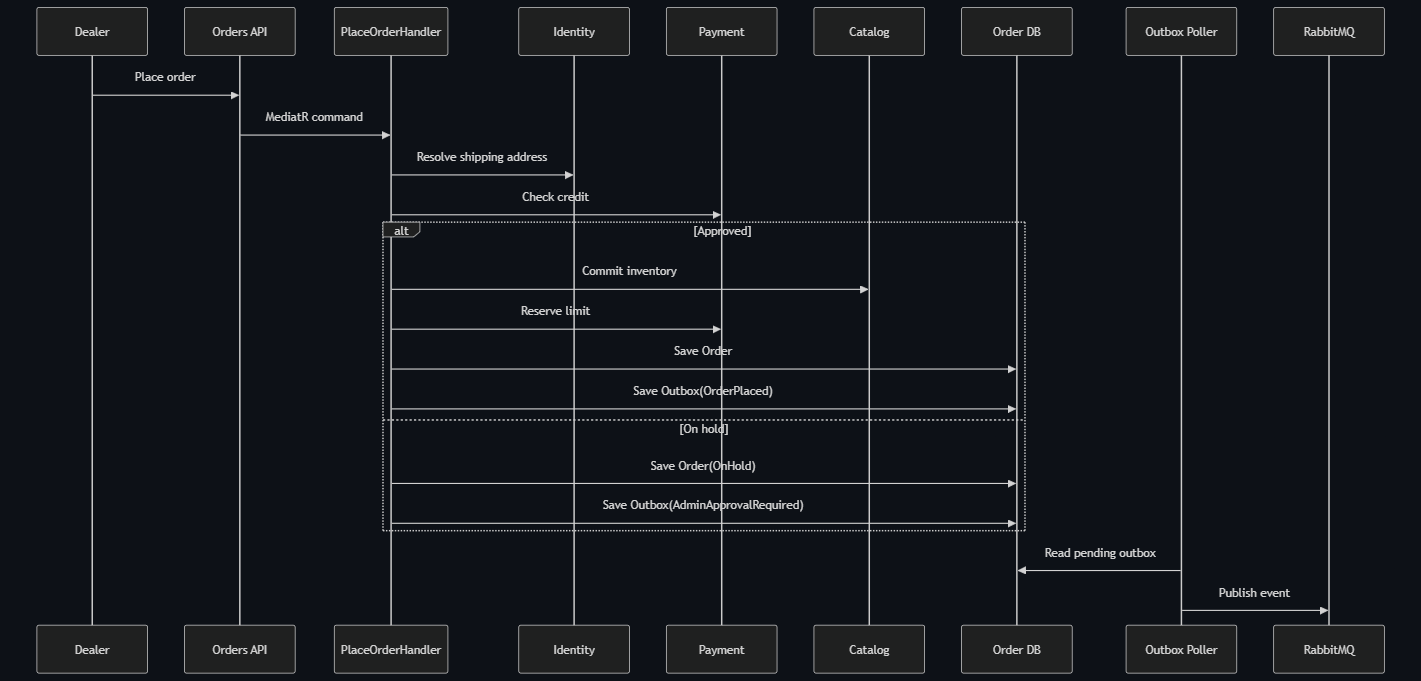 Dealer
Orders API
PlaceOrderHandler
Identity
Payment
Catalog
Order DB
Outbox Poller
RabbitMQ
Place order
MediatR command
Resolve shipping address
Check credit
alt
[Approved]
Commit inventory
Reserve limit
Save Order
Save Outbox(OrderPlaced)
[On hold]
Save Order(OnHold)
Save Outbox(AdminApprovalRequired)
Read pending outbox
Publish event
Dealer
Orders API
PlaceOrderHandler
Identity
Payment
Catalog
Order DB
Outbox Poller
RabbitMQ